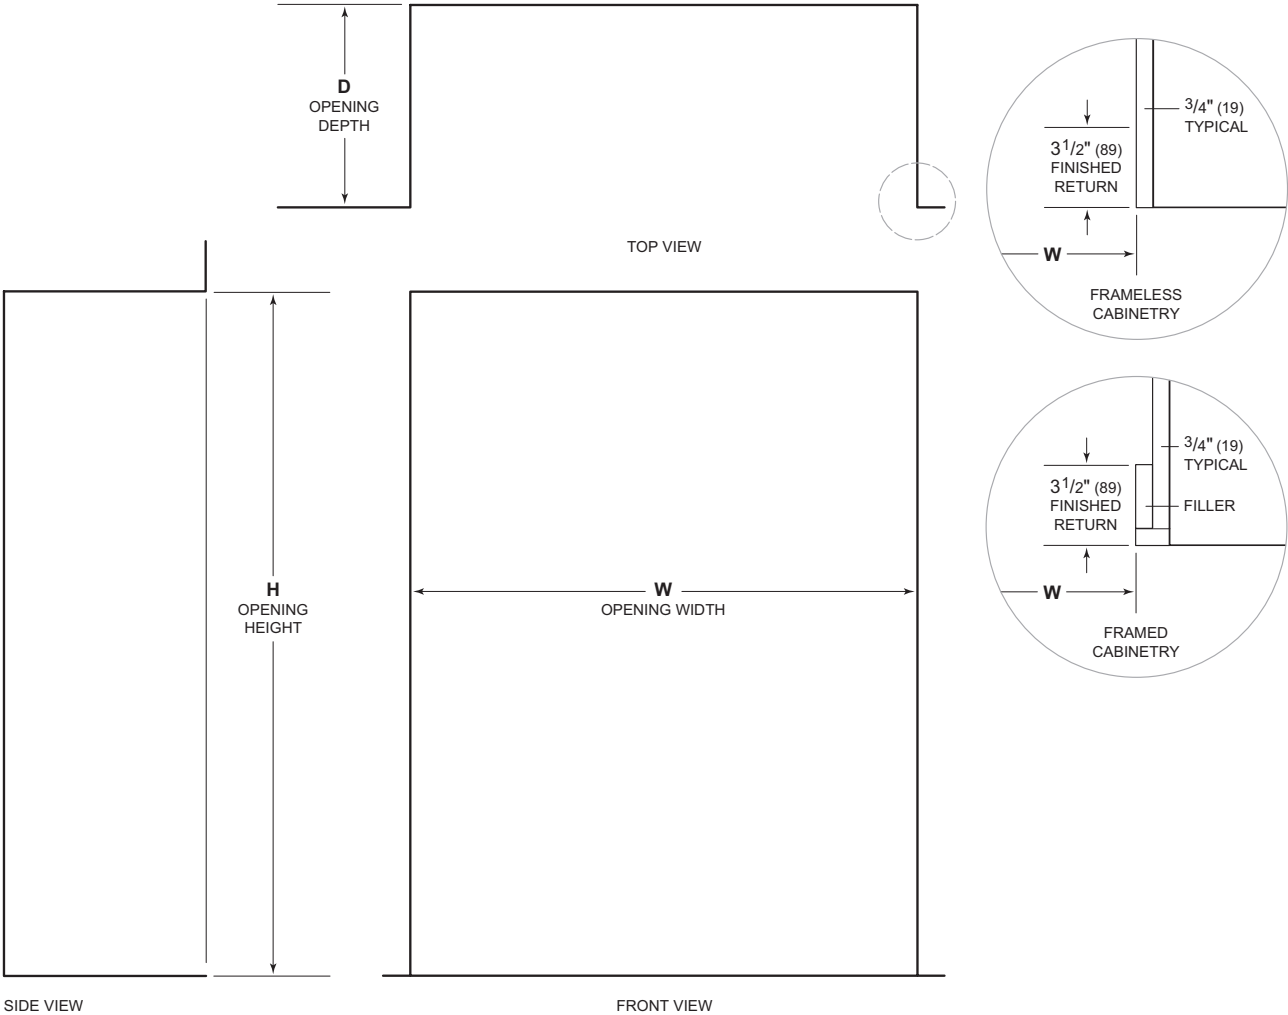 D
OPENING
DEPTH
TOP VIEW
3/4" (19)
TYPICAL
3 1/2" (89)
FINISHED
RETURN
W
FRAMELESS
CABINETRY
3/4" (19)
TYPICAL
3 1/2" (89)
FINISHED
RETURN
FILLER
W
FRAMED
CABINETRY
H
OPENING
HEIGHT
W
OPENING WIDTH
SIDE VIEW
FRONT VIEW